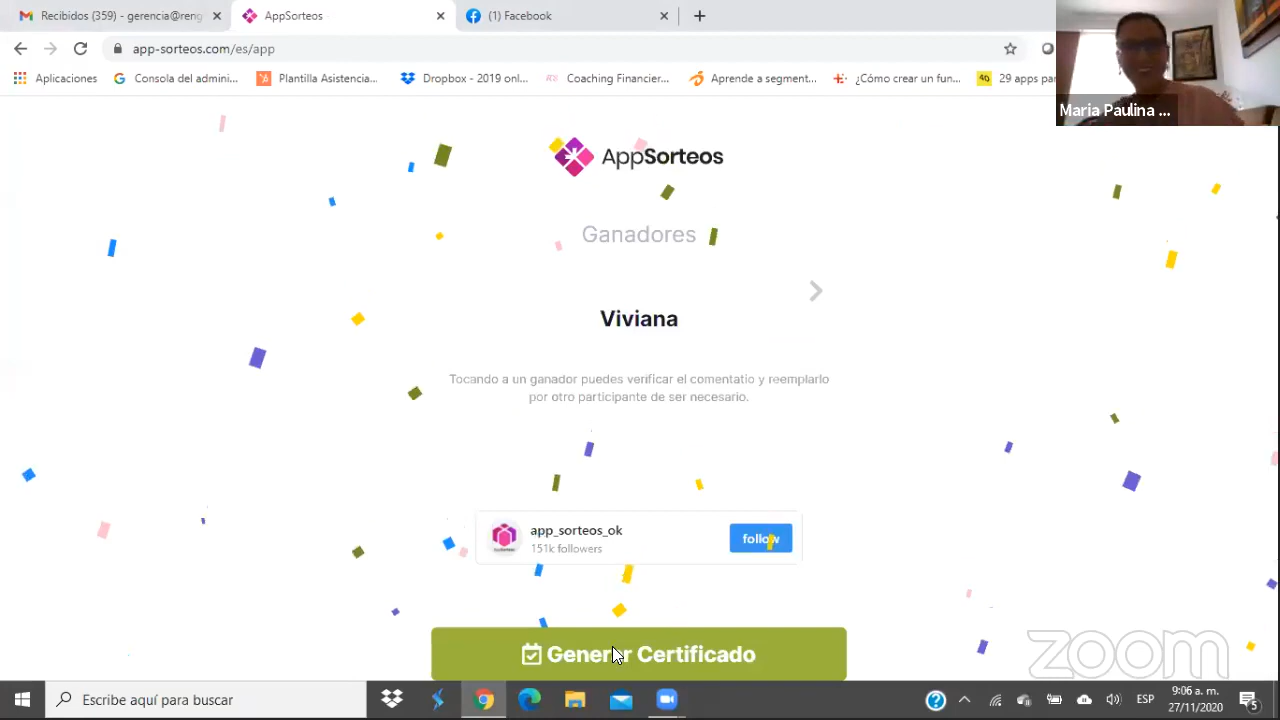 Recibidos (359) - gerencia@reng
AppSorteos
(1) Facebook
app-sorteos.com/es/app
Aplicaciones
Consola del admini...
Plantilla Asistencia...
Dropbox - 2019 onl...
Coaching Financier...
Aprende a segment...
¿Cómo crear un fun...
29 apps par
Maria Paulina ...
AppSorteos
Ganadores
Viviana
Tocando a un ganador puedes verificar el comentatio y reemplarlo
por otro participante de ser necesario.
app_sorteos_ok
151k followers
follow
Generar Certificado
zoom
Escribe aquí para buscar
ESP
9:06 a. m.
27/11/2020
5